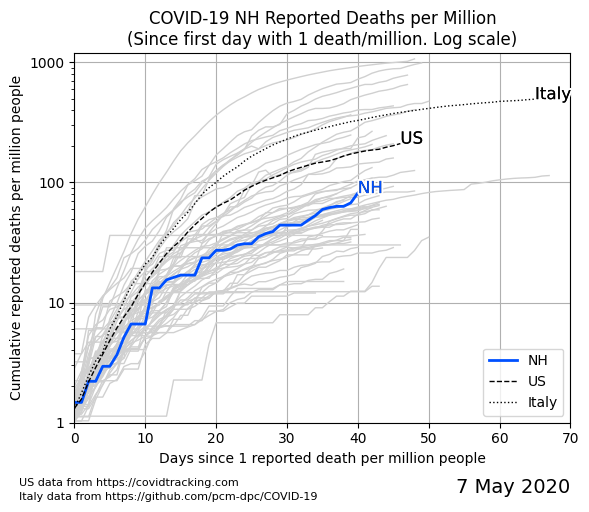 COVID-19 NH Reported Deaths per Million
(Since first day with 1 death/million. Log scale)
Cumulative reported deaths per million people
1000
100
10
1
Italy
US
NH
NH
US
Italy
0 10 20 30 40 50 60 70
Days since 1 reported death per million people
US data from https://covidtracking.com
Italy data from https://github.com/pcm-dpc/COVID-19
7 May 2020